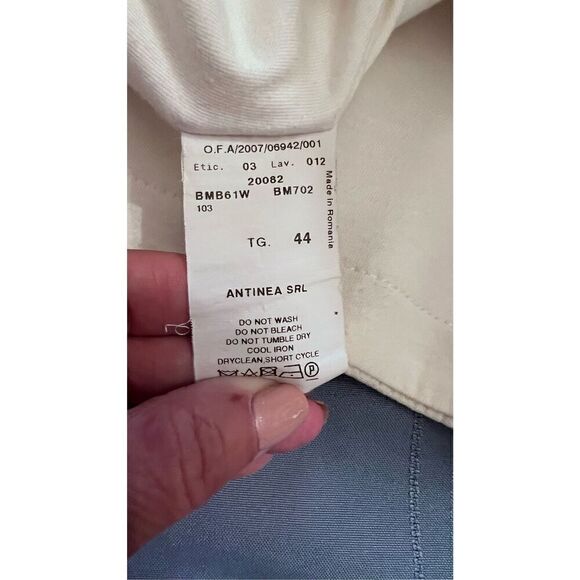 O.F.A/2007/06942/001
Etic. 03 Lav. 012
20082
BMB61W BM702
103
Made in Romania
TG. 44
ANTINEA SRL
DO NOT WASH
DO NOT BLEACH
DO NOT TUMBLE DRY
COOL IRON
DRYCLEAN,SHORT CYCLE
P